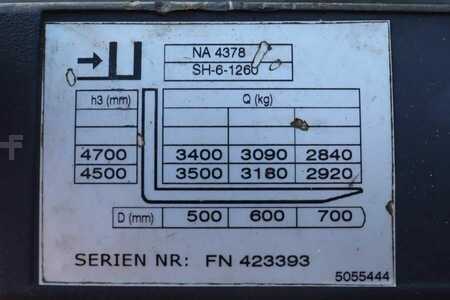 NA 4378
SH-6-1260
h3 (mm) Q (kg)
4700 3400 3090 2840
4500 3500 3180 2920
D (mm) 500 600 700
SERIEN NR: FN 423393
5055444